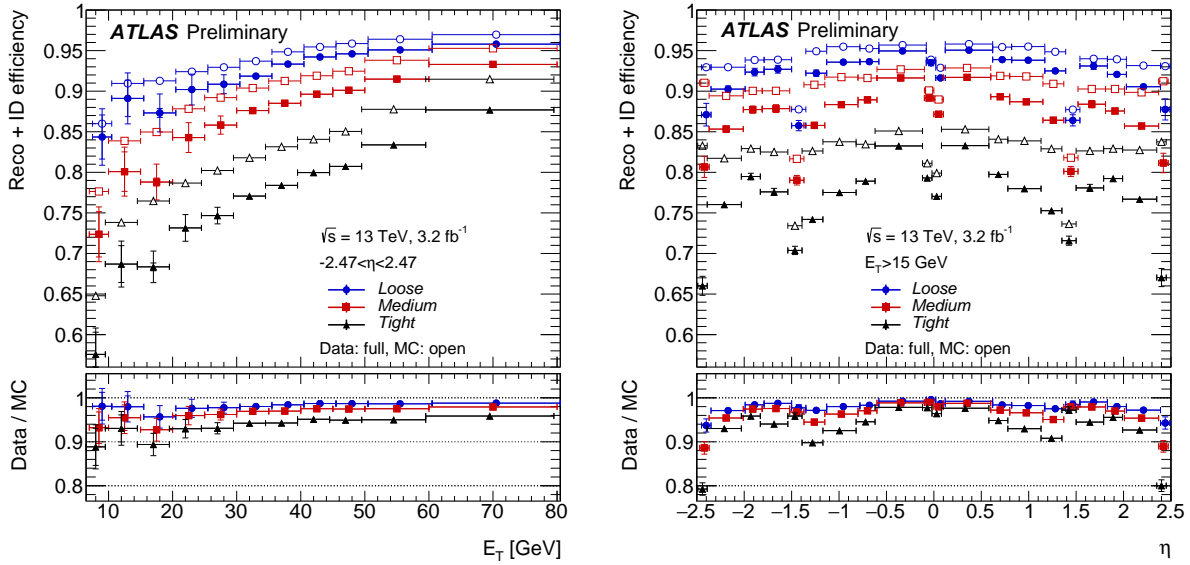 Reco + ID efficiency
1
0.95
0.9
0.85
0.8
0.75
0.7
0.65
0.6
ATLAS Preliminary
√s = 13 TeV, 3.2 fb⁻¹
-2.47<η<2.47
Loose
Medium
Tight
Data: full, MC: open
Data / MC
1
0.9
0.8
10 20 30 40 50 60 70 80
E_T [GeV]
Reco + ID efficiency
1
0.95
0.9
0.85
0.8
0.75
0.7
0.65
0.6
ATLAS Preliminary
√s = 13 TeV, 3.2 fb⁻¹
E_T>15 GeV
Loose
Medium
Tight
Data: full, MC: open
Data / MC
1
0.9
0.8
−2.5 −2 −1.5 −1 −0.5 0 0.5 1 1.5 2 2.5
η